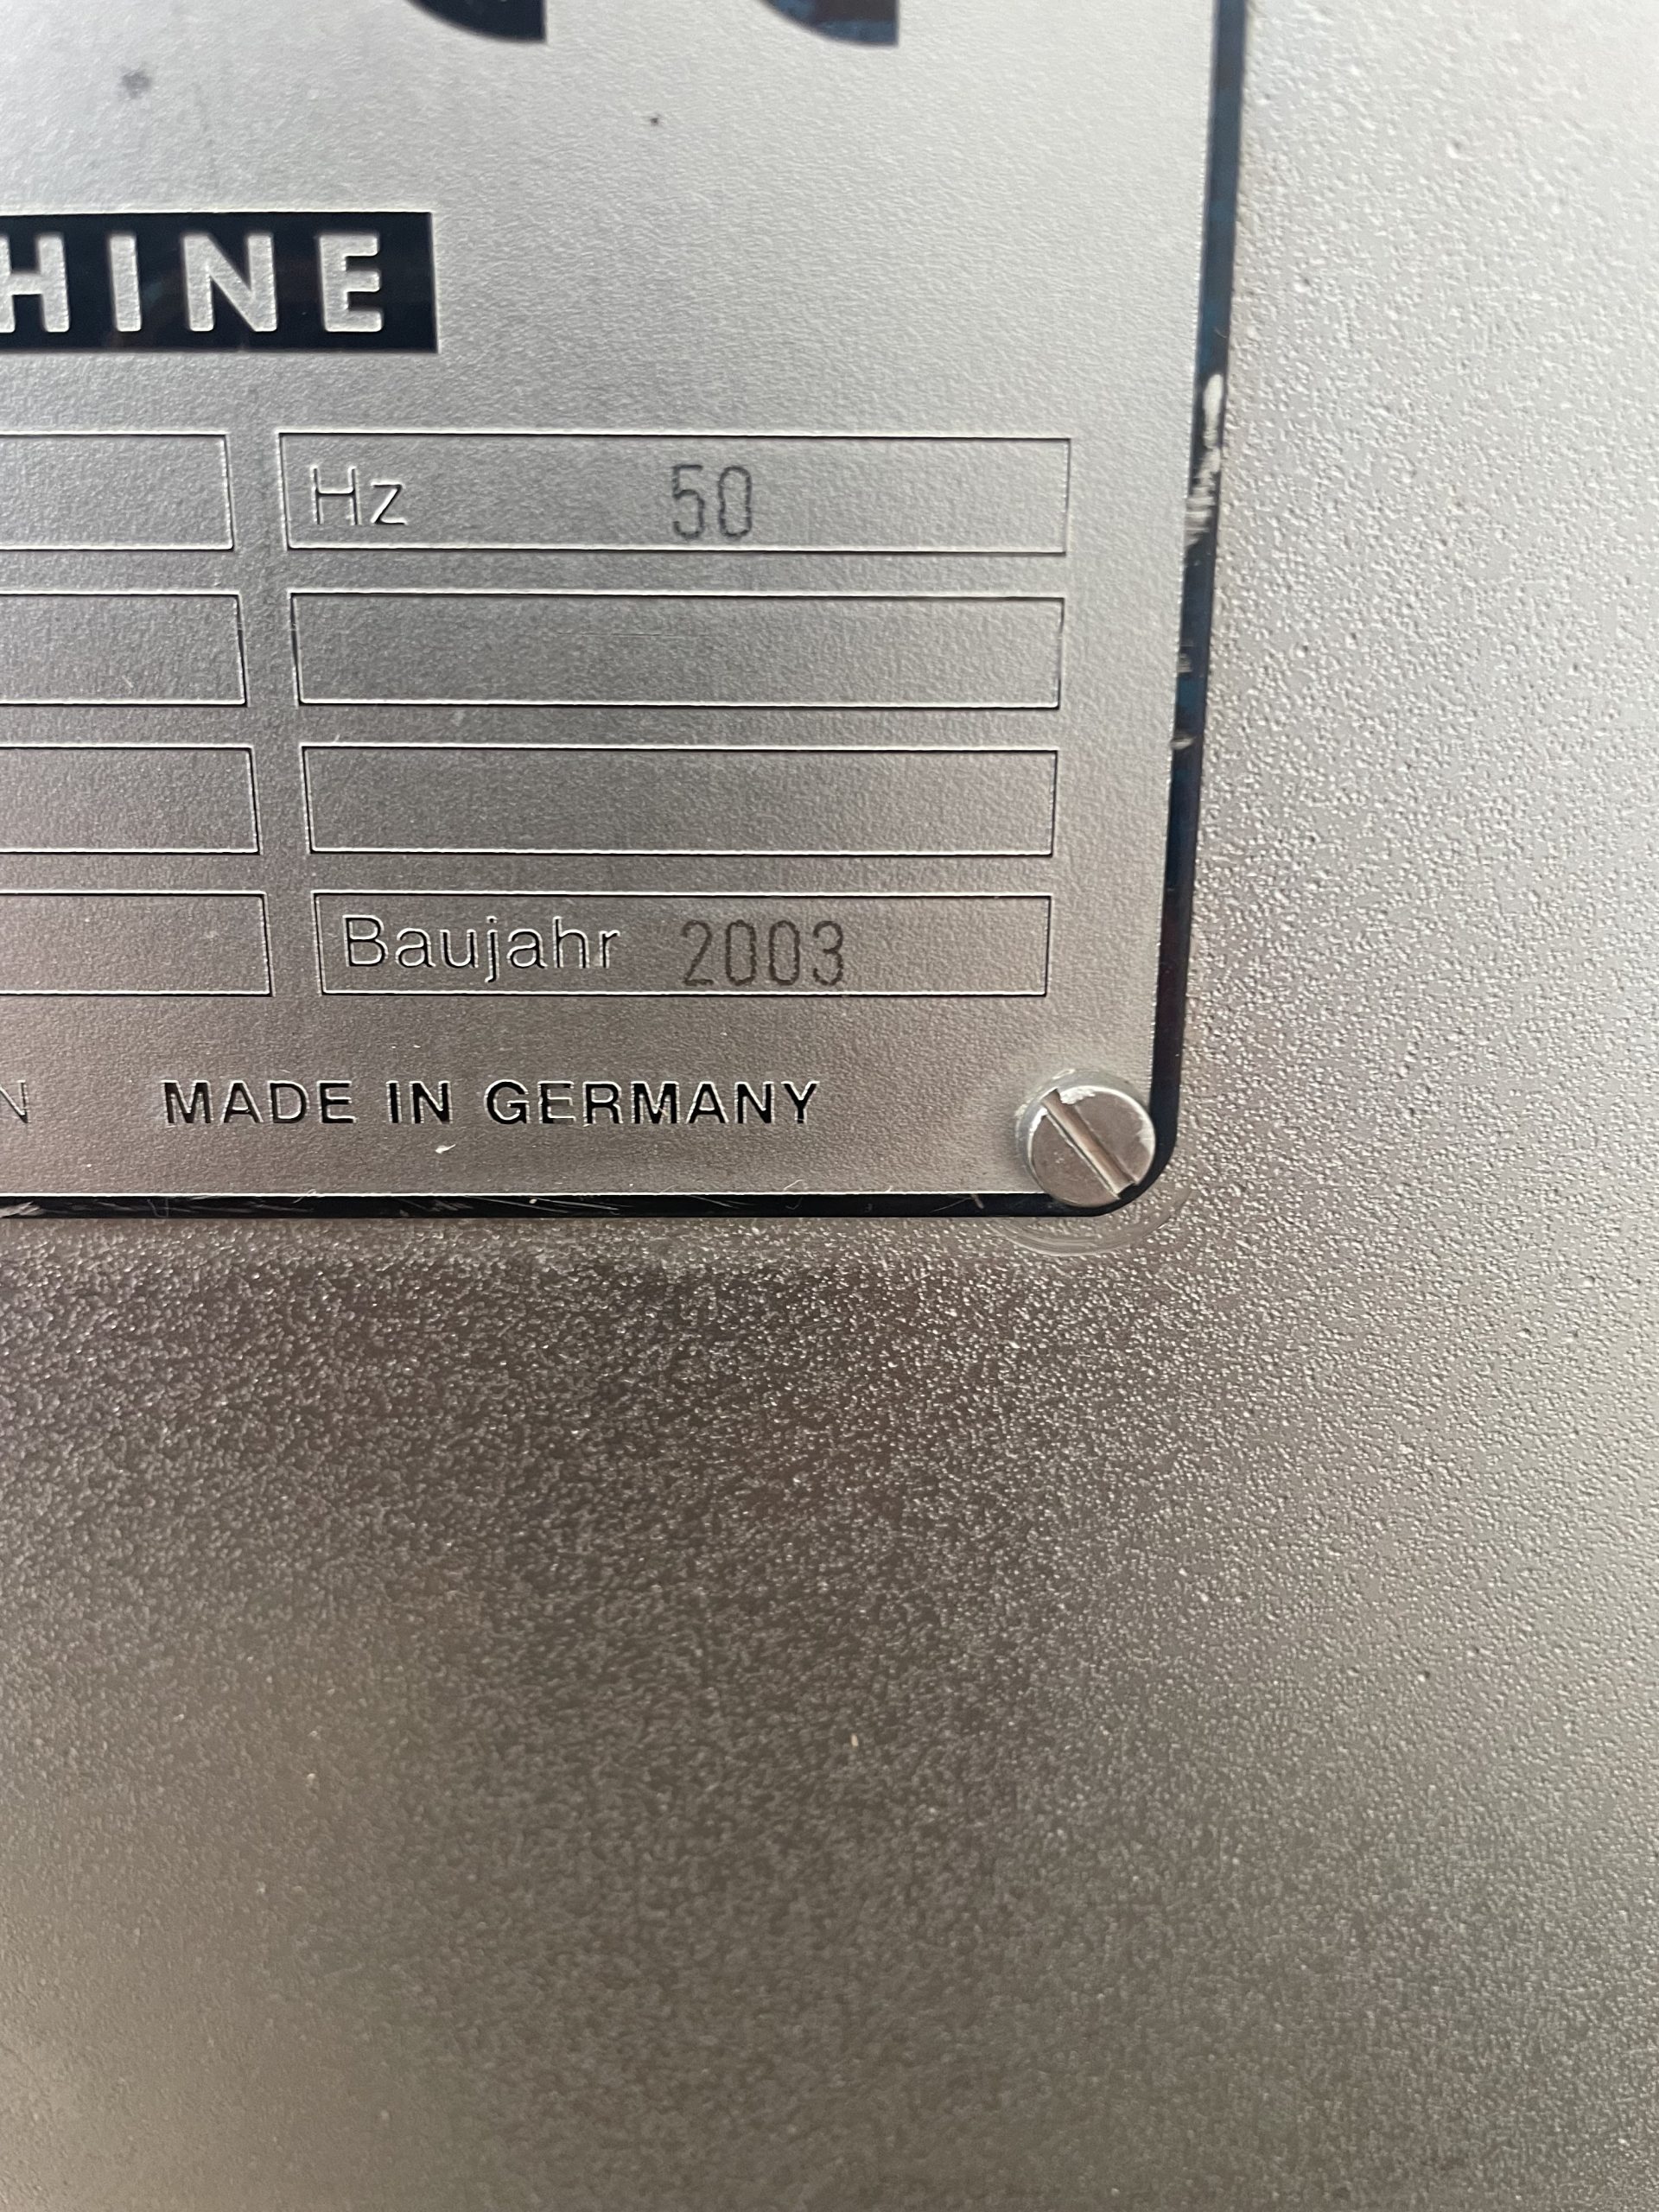 HINE
Hz 50
Baujahr 2003
N MADE IN GERMANY